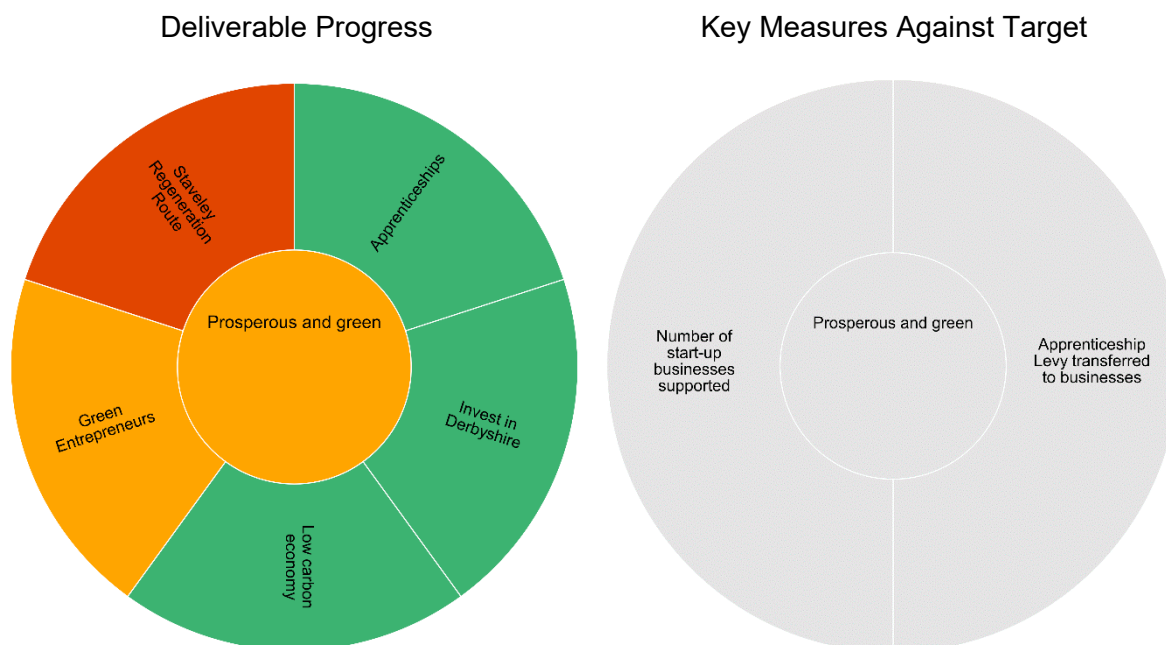 Deliverable Progress
Key Measures Against Target
Staveley
Regeneration
Route
Apprenticeships
Prosperous and green
Green
Entrepreneurs
Invest in
Derbyshire
Low carbon
economy
Number of
start-up
businesses
supported
Prosperous and green
Apprenticeship
Levy transferred
to businesses